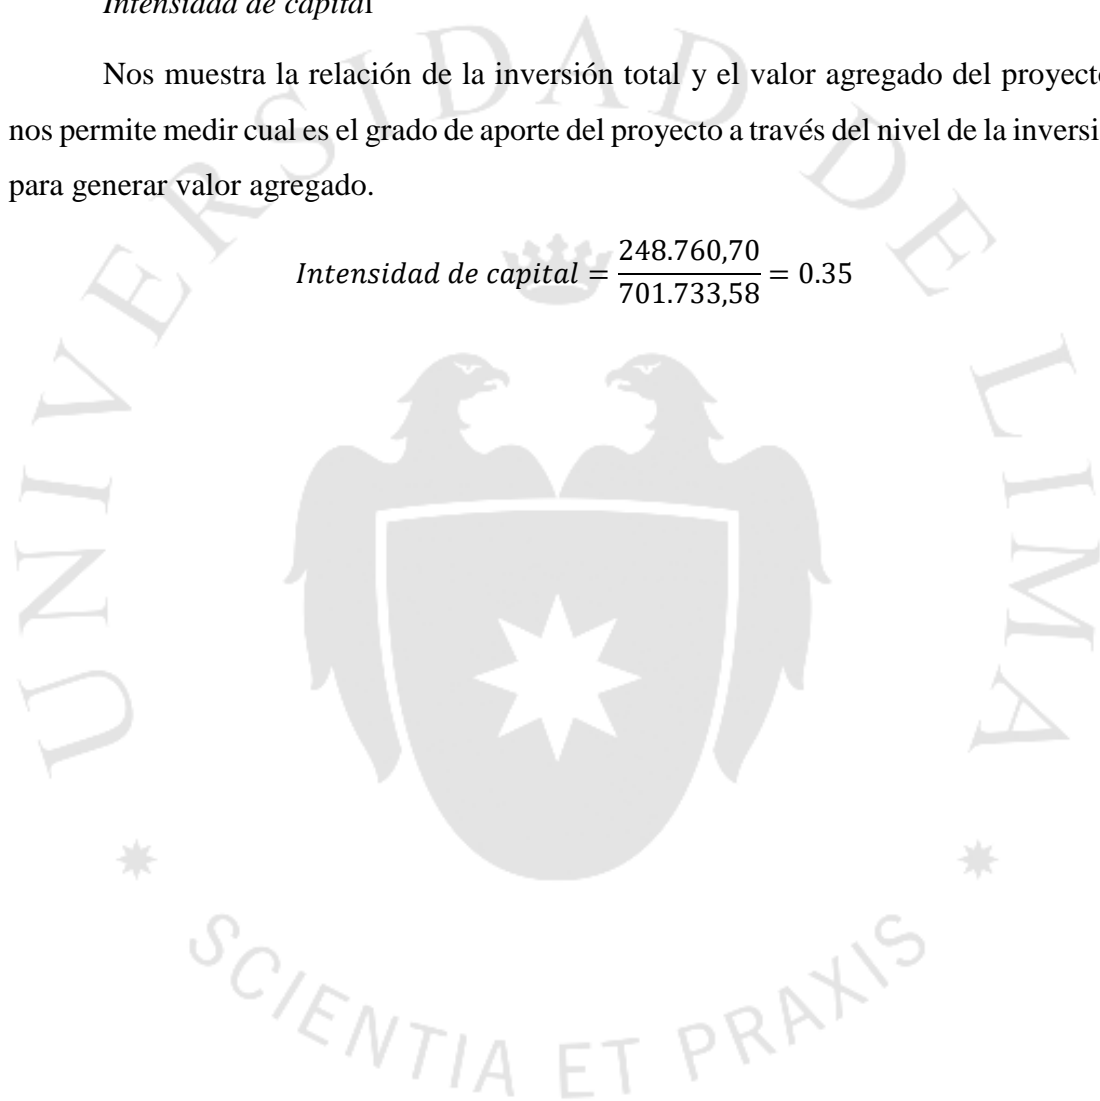 Intensidad de capital
Nos muestra la relación de la inversión total y el valor agregado del proyecto
nos permite medir cual es el grado de aporte del proyecto a través del nivel de la
para generar valor agregado.
Intensidad de capital = 248.760,70 / 701.733,58 = 0.35
UNIVERSIDAD DE LIMA
SCIENTIA ET PRAXIS